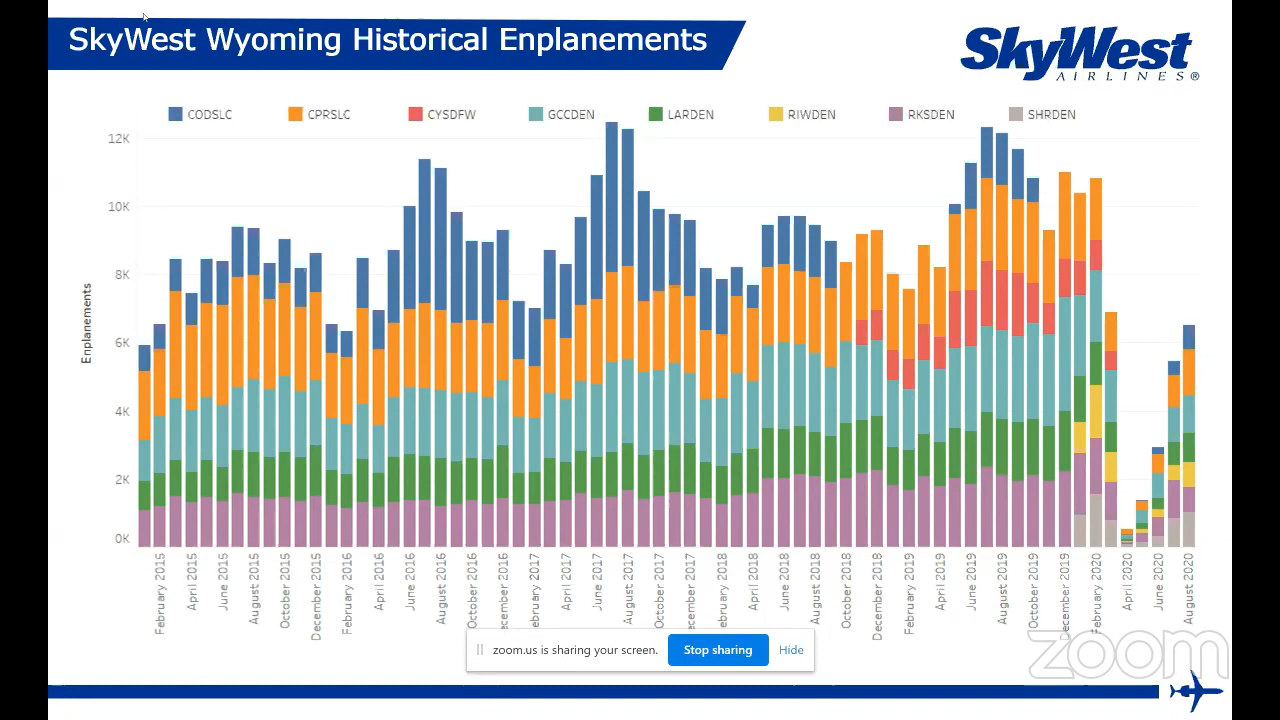 SkyWest Wyoming Historical Enplanements
SkyWest
AIRLINES®
CODSLC CPRSLC CYSDFW GCCDEN LARDEN RIWDEN RKSDEN SHRDEN
12K
10K
8K
6K
4K
2K
0K
Enplanements
February 2015
April 2015
June 2015
August 2015
October 2015
December 2015
February 2016
April 2016
June 2016
August 2016
October 2016
ecember 2016
ebruary 2017
April 2017
June 2017
August 2017
October 2017
ecember 2017
ebruary 2018
April 2018
June 2018
August 2018
October 2018
December 2018
February 2019
April 2019
June 2019
August 2019
October 2019
December 2019
February 2020
April 2020
June 2020
August 2020
zoom.us is sharing your screen. Stop sharing Hide
zoom